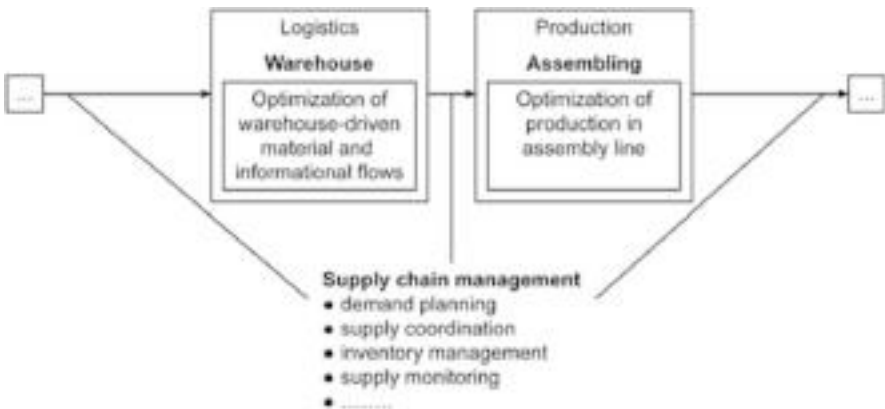 Logistics
Warehouse
Optimization of
warehouse-driven
material and
informational flows
Production
Assembling
Optimization of
production in
assembly line
...
...
Supply chain management
● demand planning
● supply coordination
● inventory management
● supply monitoring
● ........